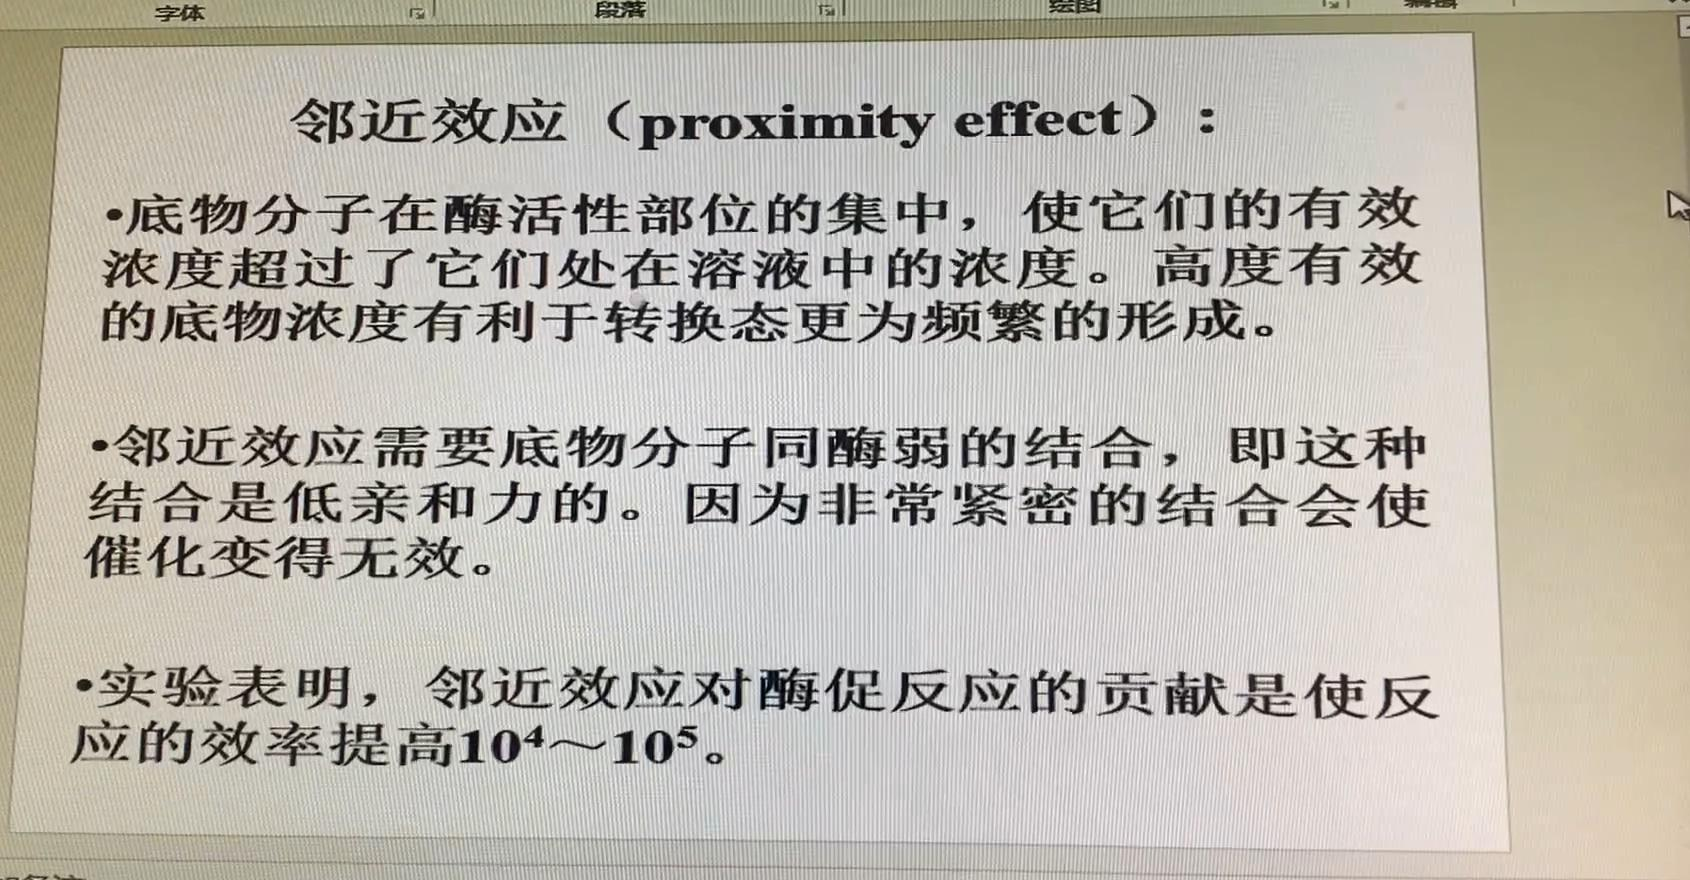 字体
段落
绘图
邻近效应（proximity effect）：
•底物分子在酶活性部位的集中，使它们的有效
浓度超过了它们处在溶液中的浓度。高度有效
的底物浓度有利于转换态更为频繁的形成。
•邻近效应需要底物分子同酶弱的结合，即这种
结合是低亲和力的。因为非常紧密的结合会使
催化变得无效。
•实验表明，邻近效应对酶促反应的贡献是使反
应的效率提高10⁴～10⁵。